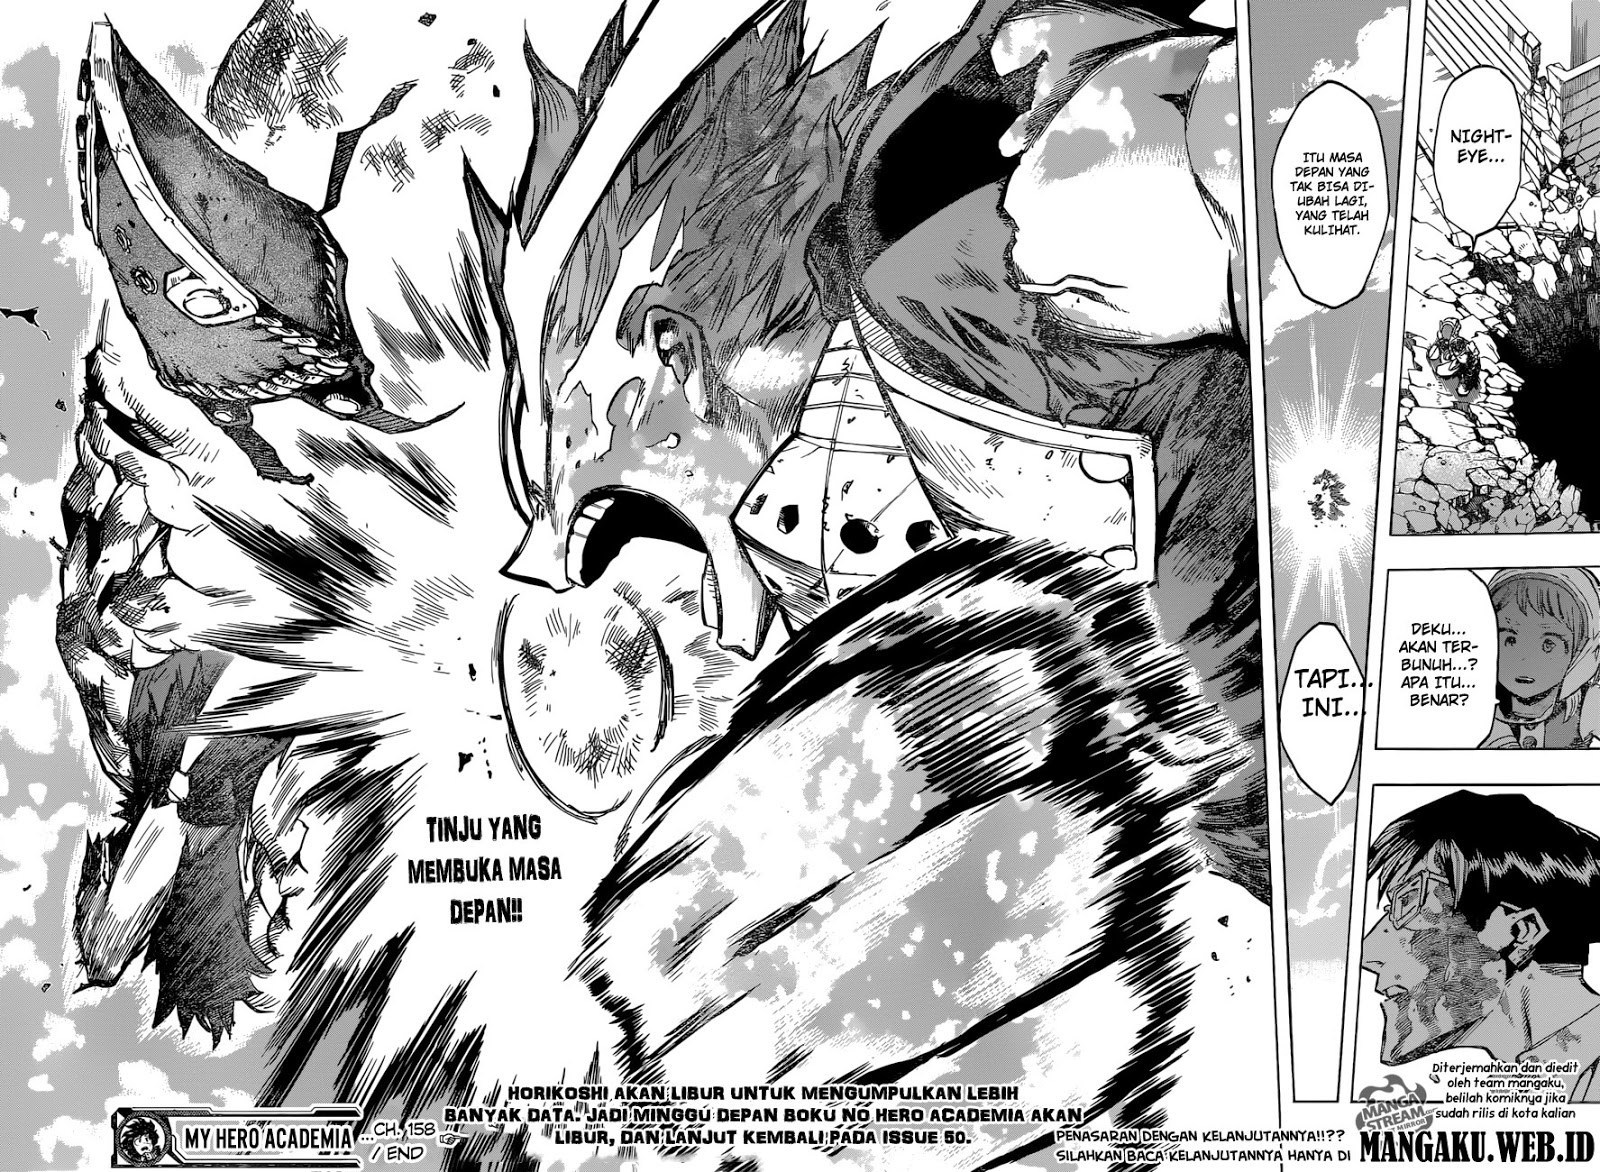 NIGHT-
EYE...
DEKU...
AKAN TER-
BUNUH...?
APA ITU...
BENAR?
ITU MASA
DEPAN YANG
TAK BISA DI-
UBAH LAGI,
YANG TELAH
KULIHAT.
TAPI...
INI...
TINJU YANG
MEMBUKA MASA
DEPAN!!
HORIKOSHI AKAN LIBUR UNTUK MENGUMPULKAN LEBIH
BANYAK DATA. JADI MINGGU DEPAN BOKU NO HERO ACADEMIA AKAN
LIBUR, DAN LANJUT KEMBALI PADA ISSUE 50.
MY HERO ACADEMIA
...CH. 158
/ END
Diterjemahkan dan diedit
oleh team mangaku,
belilah komiknya jika
sudah rilis di kota kalian
MANGA
STREAM
MIRROR
PENASARAN DENGAN KELANJUTANNYA!!??
SILAHKAN BACA KELANJUTANNYA HANYA DI
MANGAKU.WEB.ID